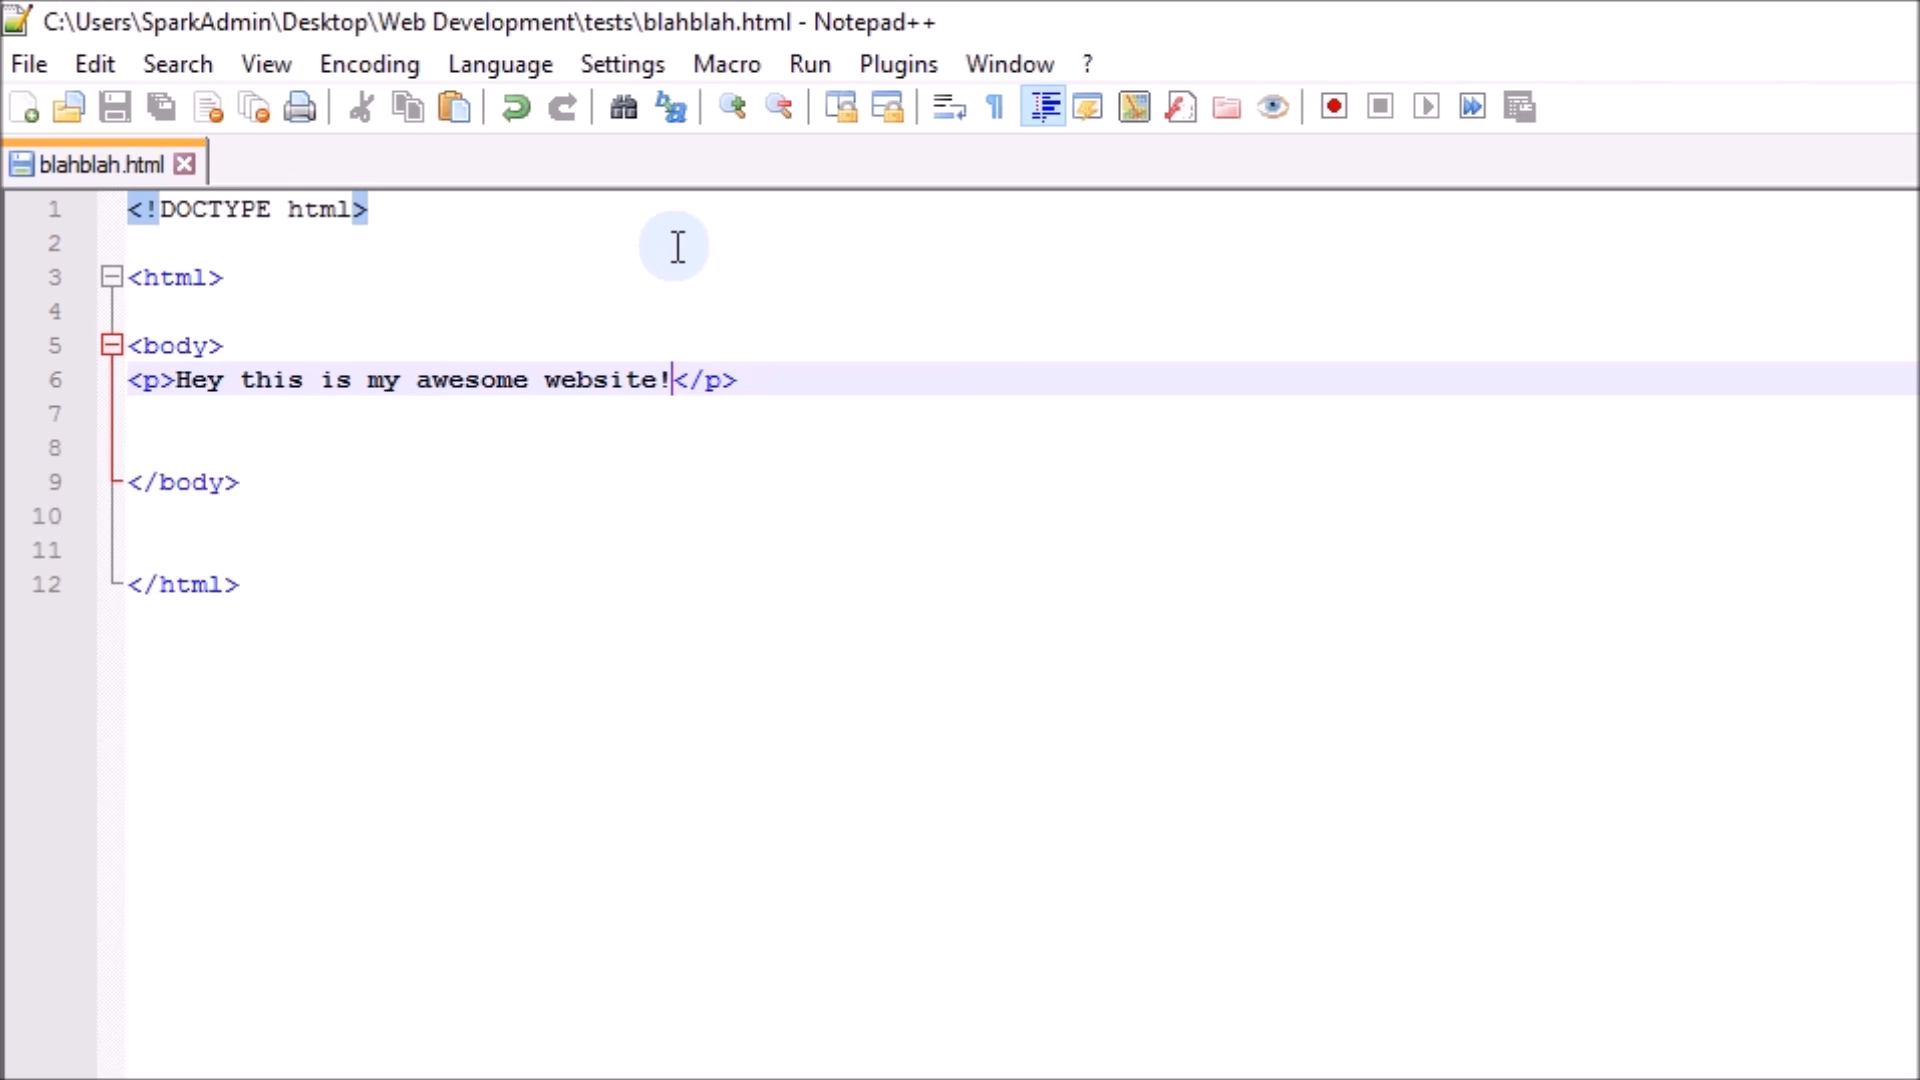 C:\Users\SparkAdmin\Desktop\Web Development\tests\blahblah.html - Notepad++
File Edit Search View Encoding Language Settings Macro Run Plugins Window ?
blahblah.html
1 <!DOCTYPE html>
2
3 <html>
4
5 <body>
6 <p>Hey this is my awesome website!</p>
7
8
9 </body>
10
11
12 </html>